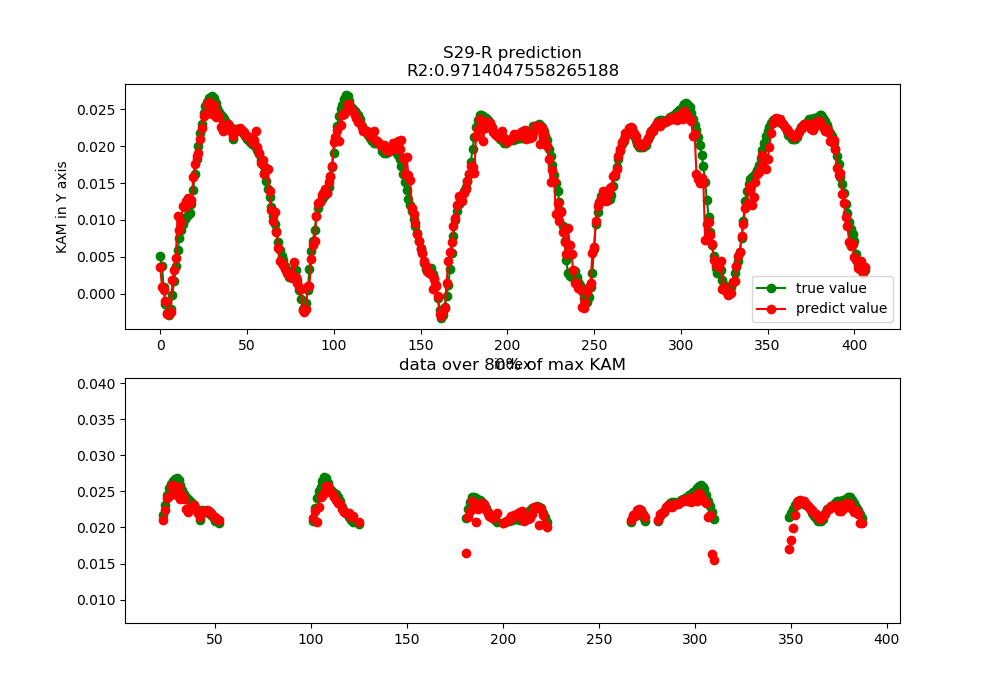 S29-R prediction
R2:0.9714047558265188
KAM in Y axis
0.025
0.020
0.015
0.010
0.005
0.000
0 50 100 150 200 250 300 350 400
true value
predict value
index
data over 80% of max KAM
0.040
0.035
0.030
0.025
0.020
0.015
0.010
50 100 150 200 250 300 350 400